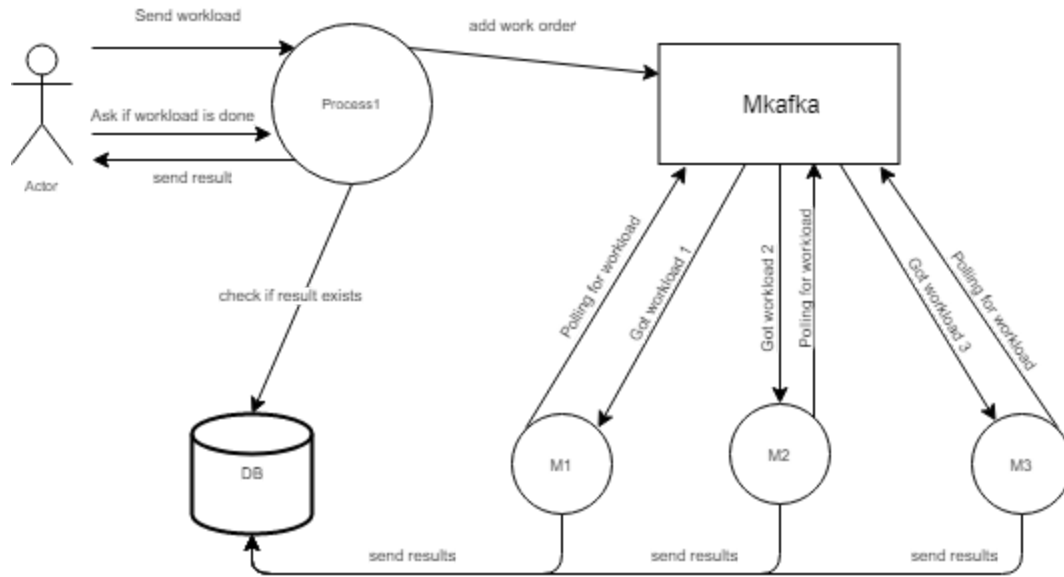 Send workload
add work order
Process1
Mkafka
Ask if workload is done
send result
Actor
check if result exists
Polling for workload
Got workload 1
Got workload 2
Polling for workload
Got workload 3
Polling for workload
DB
M1
M2
M3
send results
send results
send results